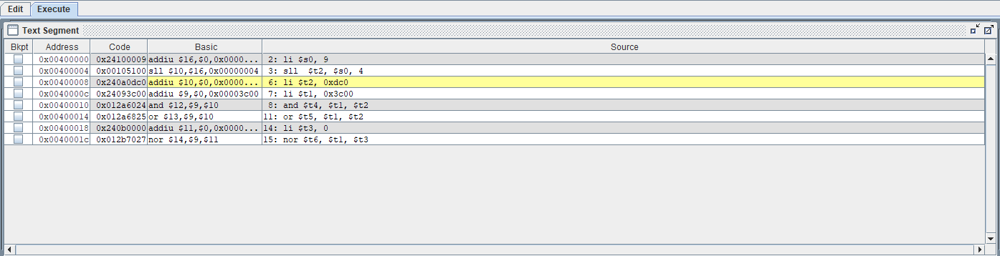 Edit Execute
Text Segment
Bkpt Address Code Basic Source
0x00400000 0x24100009 addiu $16,$0,0x0000... 2: li $s0, 9
0x00400004 0x00105100 sll $10,$16,0x00000004 3: sll $t2, $s0, 4
0x00400008 0x240a0dc0 addiu $10,$0,0x0000... 6: li $t2, 0xdc0
0x0040000c 0x24093c00 addiu $9,$0,0x00003c00 7: li $t1, 0x3c00
0x00400010 0x012a6024 and $12,$9,$10 8: and $t4, $t1, $t2
0x00400014 0x012a6825 or $13,$9,$10 11: or $t5, $t1, $t2
0x00400018 0x240b0000 addiu $11,$0,0x0000... 14: li $t3, 0
0x0040001c 0x012b7027 nor $14,$9,$11 15: nor $t6, $t1, $t3